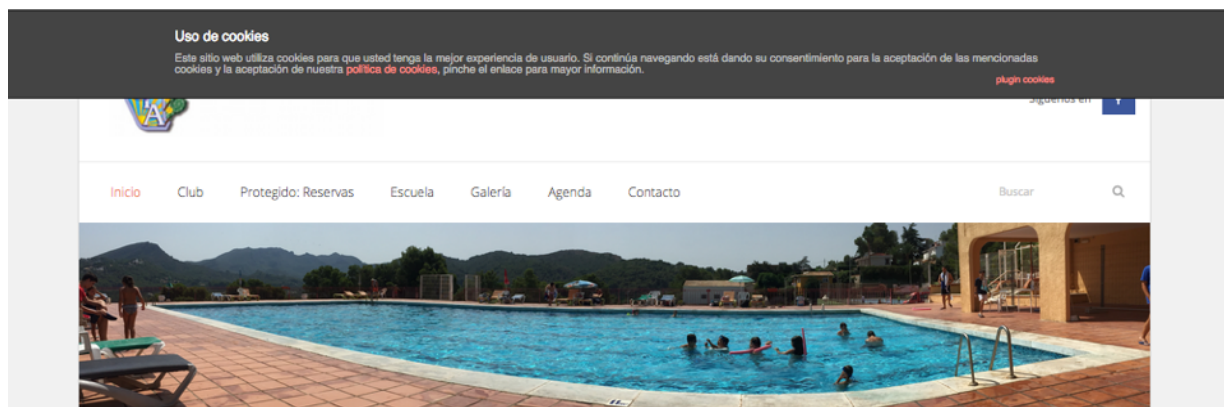 Uso de cookies
Este sitio web utiliza cookies para que usted tenga la mejor experiencia de usuario. Si continúa navegando está dando su consentimiento para la aceptación de las mencionadas
cookies y la aceptación de nuestra política de cookies, pinche el enlace para mayor información.
plugin cookies
A
Síguenos en
Inicio Club Protegido: Reservas Escuela Galería Agenda Contacto Buscar